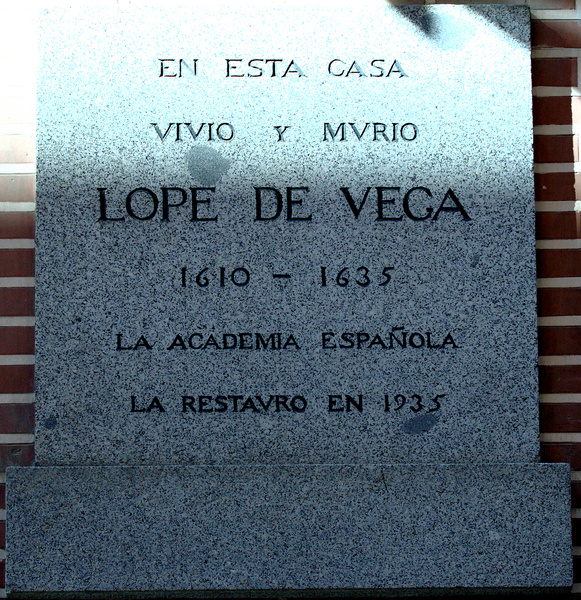 EN ESTA CASA
VIVIO Y MVRIO
LOPE DE VEGA
1610 - 1635
LA ACADEMIA ESPAÑOLA
LA RESTAVRO EN 1935